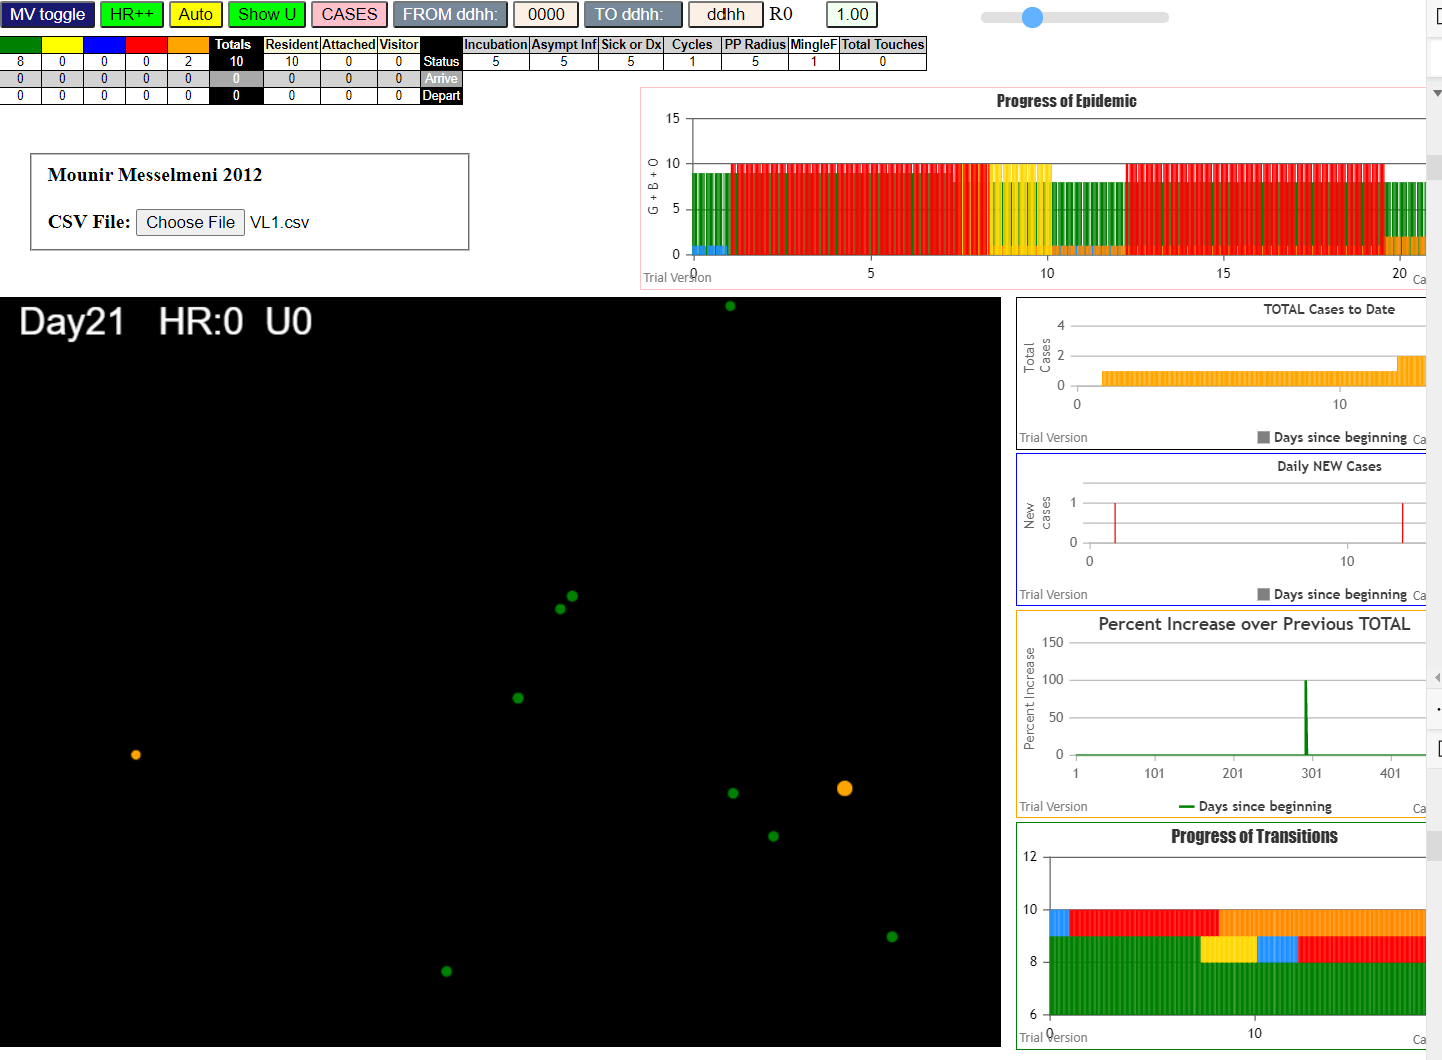 MV toggle HR++ Auto Show U CASES FROM ddhh: 0000 TO ddhh: ddhh R0 1.00
Totals Resident Attached Visitor Incubation Asympt Inf Sick or Dx Cycles PP Radius MingleF Total Touches
8 0 0 0 2 10 10 0 0 Status 5 5 5 1 5 1 0
0 0 0 0 0 0 0 0 0 Arrive
0 0 0 0 0 0 0 0 0 Depart
Mounir Messelmeni 2012
CSV File: Choose File VL1.csv
Progress of Epidemic
G + B + O
15
10
5
0
0 5 10 15 20
Trial Version Ca
Day21 HR:0 U0
TOTAL Cases to Date
Total
Cases
4
2
0
0 10
Days since beginning
Trial Version Ca
Daily NEW Cases
New
cases
1
0
0 10
Days since beginning
Trial Version Ca
Percent Increase over Previous TOTAL
Percent Increase
150
100
50
0
1 101 201 301 401
Days since beginning
Trial Version Ca
Progress of Transitions
12
10
8
6
0 10
Trial Version Ca